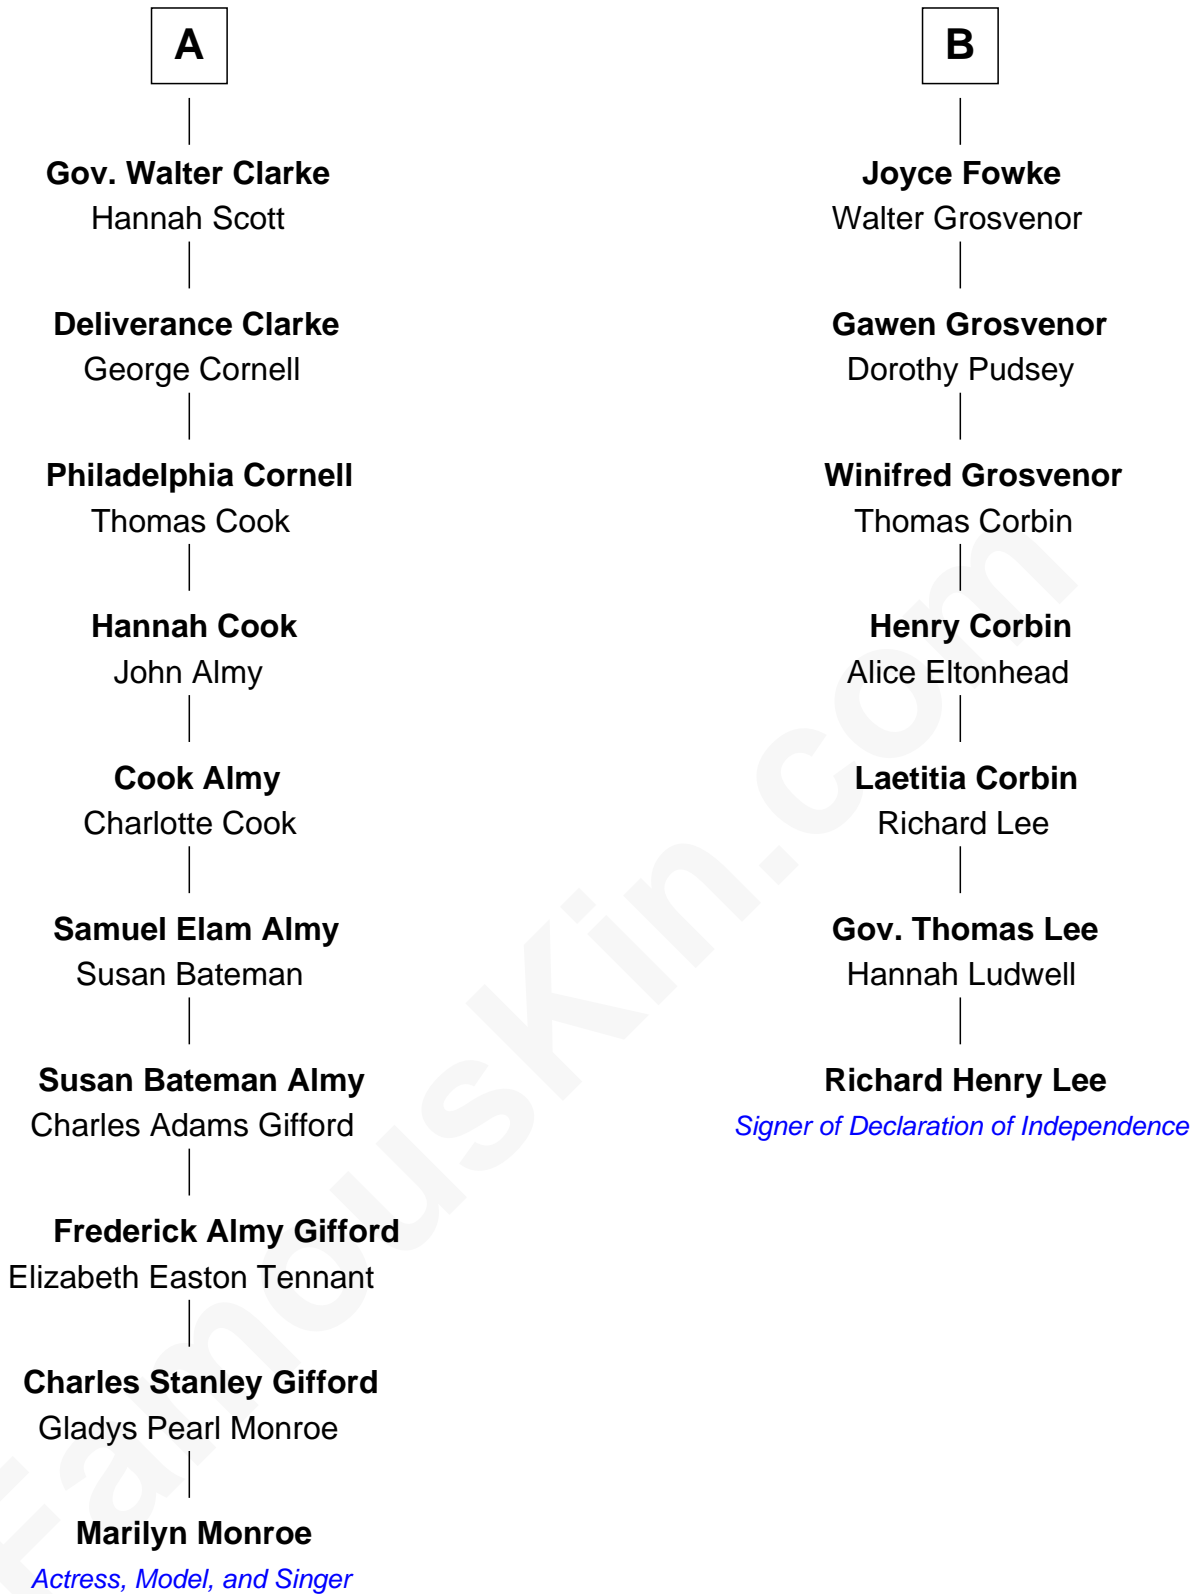 A
Gov. Walter Clarke
Hannah Scott
Deliverance Clarke
George Cornell
Philadelphia Cornell
Thomas Cook
Hannah Cook
John Almy
Cook Almy
Charlotte Cook
Samuel Elam Almy
Susan Bateman
Susan Bateman Almy
Charles Adams Gifford
Frederick Almy Gifford
Elizabeth Easton Tennant
Charles Stanley Gifford
Gladys Pearl Monroe
Marilyn Monroe
Actress, Model, and Singer
B
Joyce Fowke
Walter Grosvenor
Gawen Grosvenor
Dorothy Pudsey
Winifred Grosvenor
Thomas Corbin
Henry Corbin
Alice Eltonhead
Laetitia Corbin
Richard Lee
Gov. Thomas Lee
Hannah Ludwell
Richard Henry Lee
Signer of Declaration of Independence
FamousKin.com